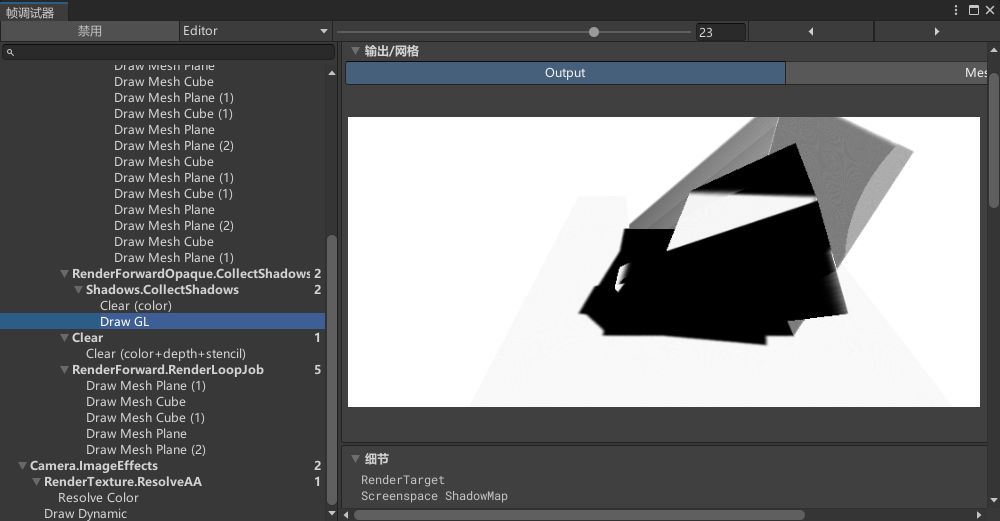 帧调试器
禁用
Editor
23
Draw Mesh Plane
Draw Mesh Cube
Draw Mesh Plane (1)
Draw Mesh Cube (1)
Draw Mesh Plane
Draw Mesh Plane (2)
Draw Mesh Cube
Draw Mesh Plane (1)
Draw Mesh Cube (1)
Draw Mesh Plane
Draw Mesh Plane (2)
Draw Mesh Cube
Draw Mesh Plane (1)
RenderForwardOpaque.CollectShadows 2
Shadows.CollectShadows 2
Clear (color)
Draw GL
Clear 1
Clear (color+depth+stencil)
RenderForward.RenderLoopJob 5
Draw Mesh Plane (1)
Draw Mesh Cube
Draw Mesh Cube (1)
Draw Mesh Plane
Draw Mesh Plane (2)
Camera.ImageEffects 2
RenderTexture.ResolveAA 1
Resolve Color
Draw Dynamic
输出/网格
Output
Mes
细节
RenderTarget
Screenspace ShadowMap